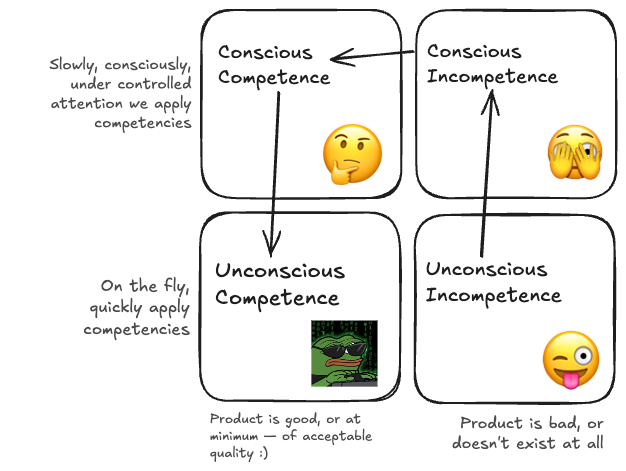 Slowly, consciously,
under controlled
attention we apply
competencies
Conscious
Competence
Conscious
Incompetence
On the fly,
quickly apply
competencies
Unconscious
Competence
Unconscious
Incompetence
Product is good, or at
minimum — of acceptable
quality :)
Product is bad, or
doesn't exist at all